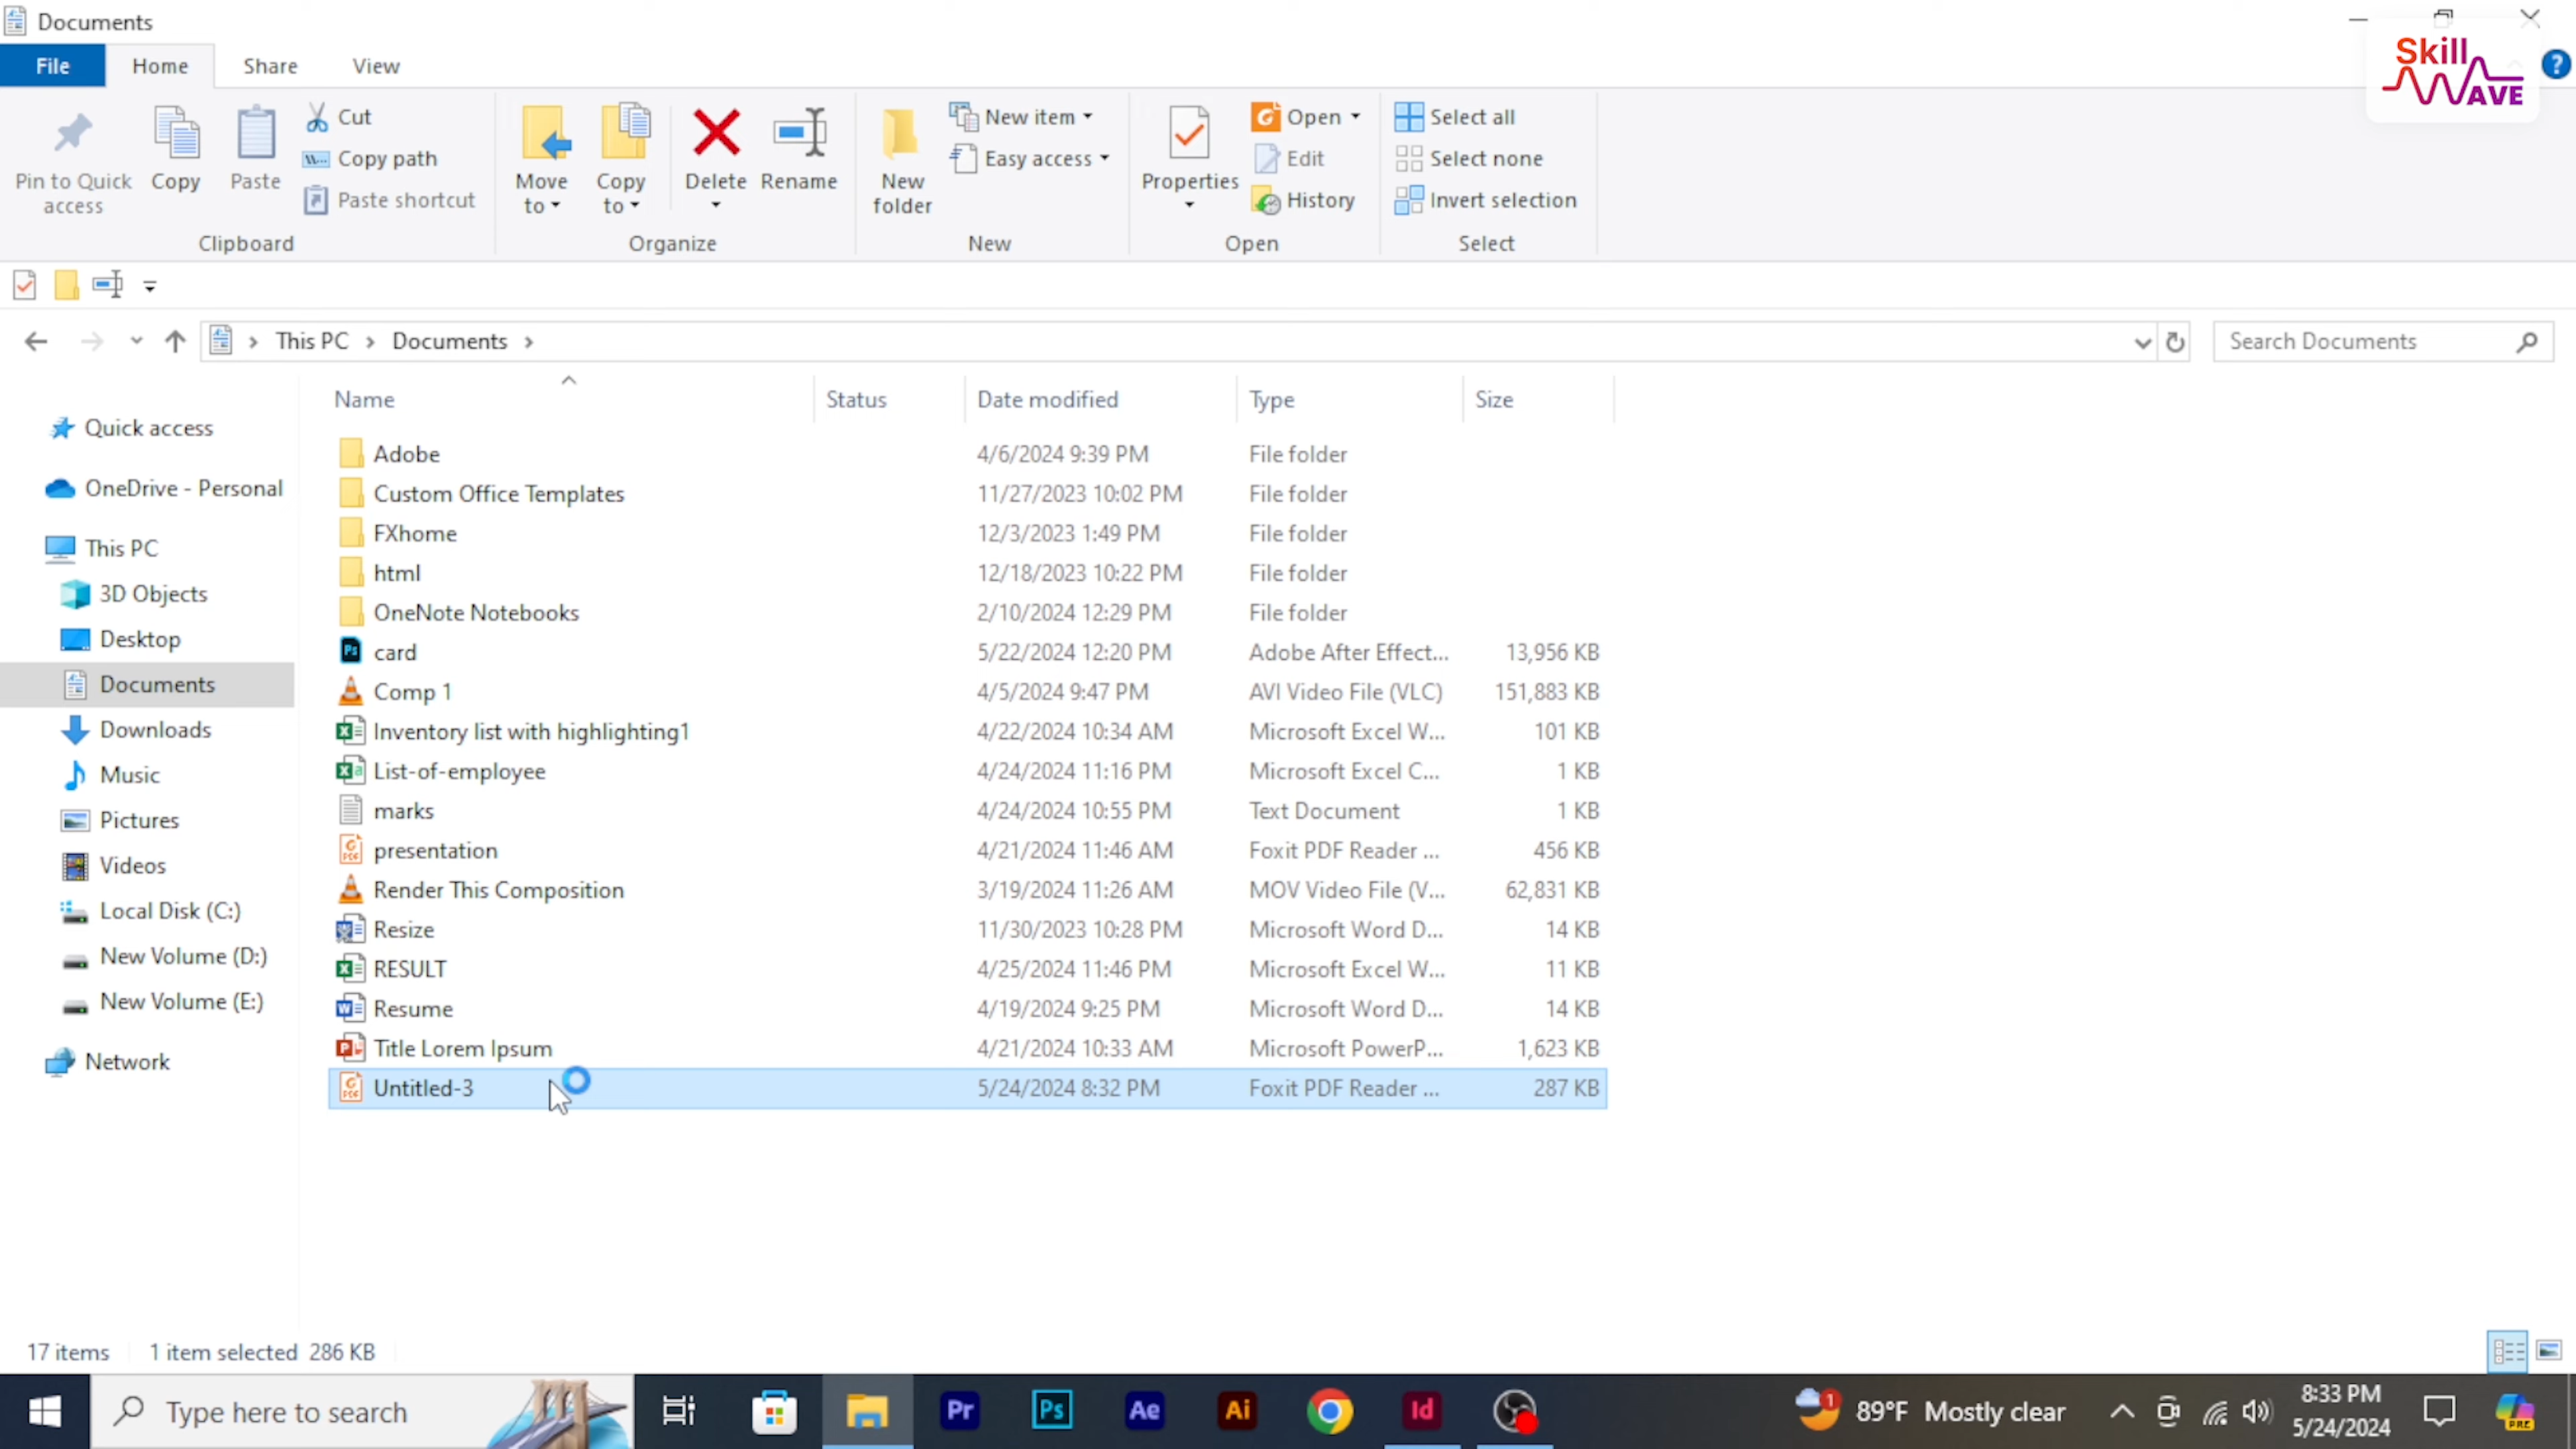 Documents
Skill
WAVE
File Home Share View
Pin to Quick access
Copy
Paste
Cut
Copy path
Paste shortcut
Move to
Copy to
Delete
Rename
New folder
New item
Easy access
Properties
Open
Edit
History
Select all
Select none
Invert selection
Clipboard Organize New Open Select
This PC Documents
Search Documents
Name Status Date modified Type Size
Quick access
OneDrive - Personal
This PC
3D Objects
Desktop
Documents
Downloads
Music
Pictures
Videos
Local Disk (C:)
New Volume (D:)
New Volume (E:)
Network
Adobe 4/6/2024 9:39 PM File folder
Custom Office Templates 11/27/2023 10:02 PM File folder
FXhome 12/3/2023 1:49 PM File folder
html 12/18/2023 10:22 PM File folder
OneNote Notebooks 2/10/2024 12:29 PM File folder
card 5/22/2024 12:20 PM Adobe After Effect... 13,956 KB
Comp 1 4/5/2024 9:47 PM AVI Video File (VLC) 151,883 KB
Inventory list with highlighting1 4/22/2024 10:34 AM Microsoft Excel W... 101 KB
List-of-employee 4/24/2024 11:16 PM Microsoft Excel C... 1 KB
marks 4/24/2024 10:55 PM Text Document 1 KB
presentation 4/21/2024 11:46 AM Foxit PDF Reader ... 456 KB
Render This Composition 3/19/2024 11:26 AM MOV Video File (V... 62,831 KB
Resize 11/30/2023 10:28 PM Microsoft Word D... 14 KB
RESULT 4/25/2024 11:46 PM Microsoft Excel W... 11 KB
Resume 4/19/2024 9:25 PM Microsoft Word D... 14 KB
Title Lorem Ipsum 4/21/2024 10:33 AM Microsoft PowerP... 1,623 KB
Untitled-3 5/24/2024 8:32 PM Foxit PDF Reader ... 287 KB
17 items 1 item selected 286 KB
Type here to search
Pr Ps Ae Ai Id
1
89°F Mostly clear
8:33 PM
5/24/2024
PRE